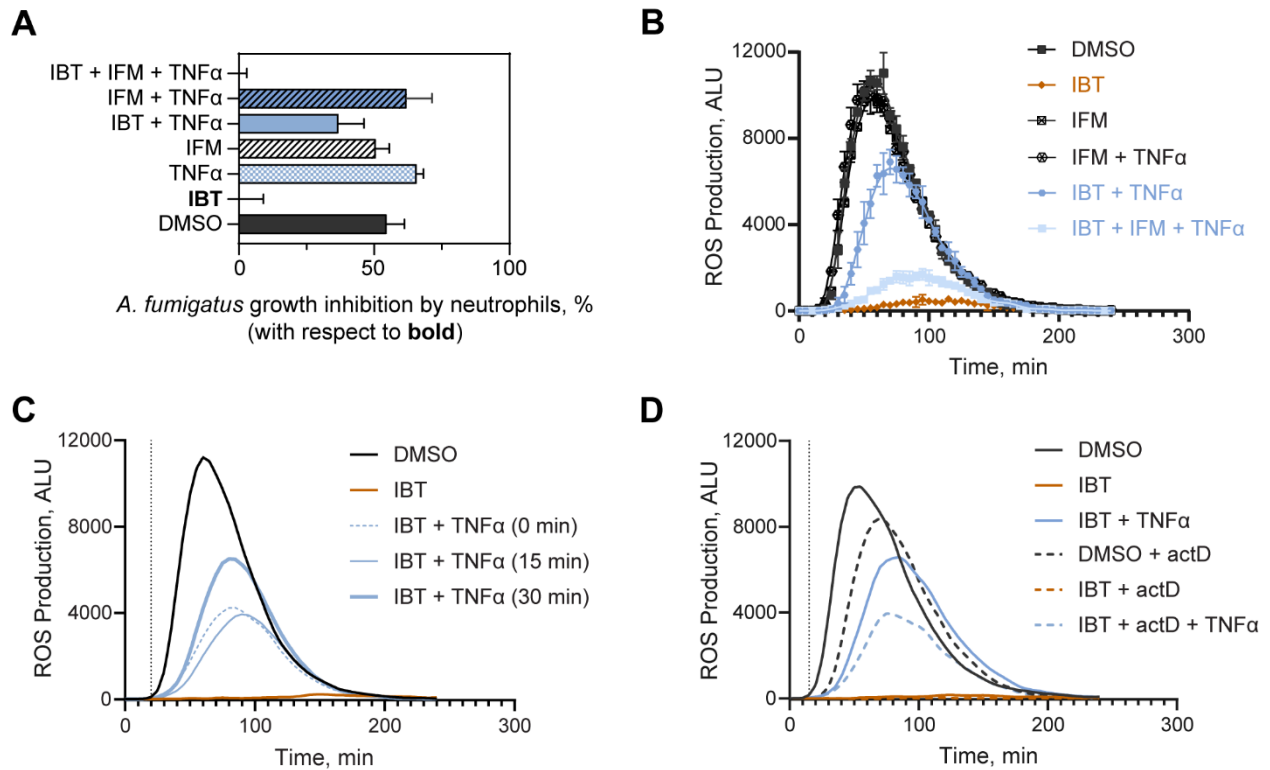 A
IBT + IFM + TNFα
IFM + TNFα
IBT + TNFα
IFM
TNFα
IBT
DMSO
0
50
100
A. fumigatus growth inhibition by neutrophils, %
(with respect to bold)
B
ROS Production, ALU
12000
8000
4000
0
0
100
200
300
Time, min
DMSO
IBT
IFM
IFM + TNFα
IBT + TNFα
IBT + IFM + TNFα
C
ROS Production, ALU
12000
8000
4000
0
0
100
200
300
Time, min
DMSO
IBT
IBT + TNFα (0 min)
IBT + TNFα (15 min)
IBT + TNFα (30 min)
D
ROS Production, ALU
12000
8000
4000
0
0
100
200
300
Time, min
DMSO
IBT
IBT + TNFα
DMSO + actD
IBT + actD
IBT + actD + TNFα